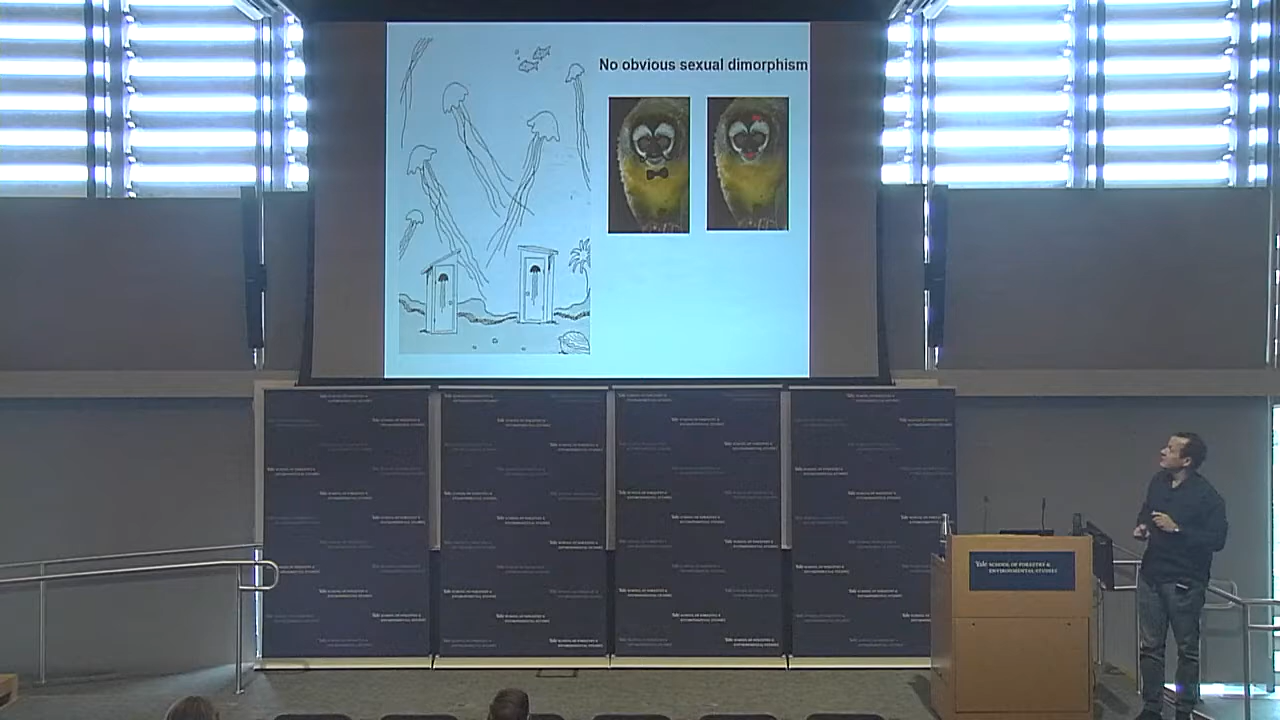 No obvious sexual dimorphism
Yale SCHOOL OF FORESTRY &
ENVIRONMENTAL STUDIES